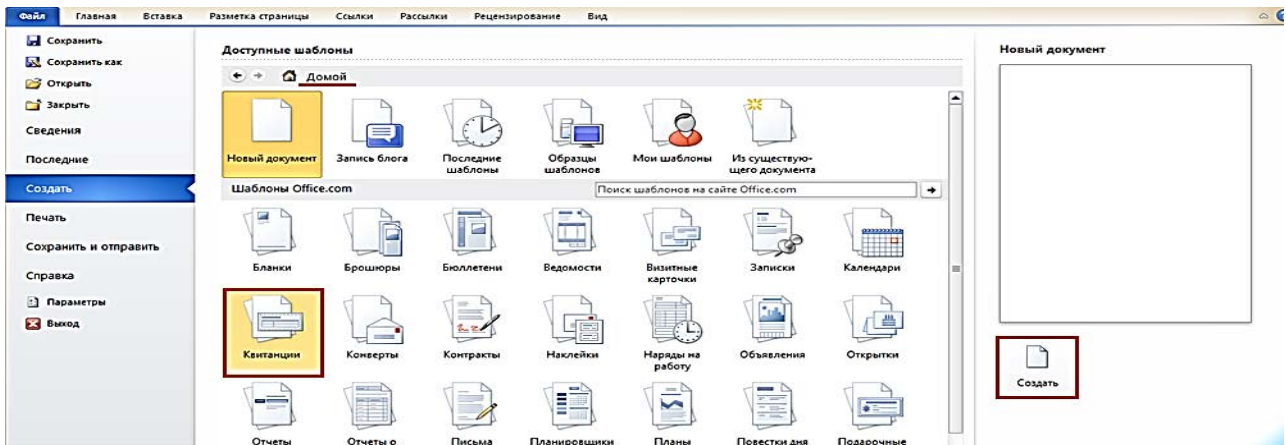 Файл Главная Вставка Разметка страницы Ссылки Рассылки Рецензирование Вид
Сохранить
Сохранить как
Открыть
Закрыть
Сведения
Последние
Создать
Печать
Сохранить и отправить
Справка
Параметры
Выход
Доступные шаблоны
Домой
Новый документ Запись блога Последние шаблоны Образцы шаблонов Мои шаблоны Из существую-
щего документа
Шаблоны Office.com Поиск шаблонов на сайте Office.com
Бланки Брошюры Бюллетени Ведомости Визитные карточки Записки Календари
Квитанции Конверты Контракты Наклейки Наряды на работу Объявления Открытки
Отчеты Отчеты о Письма Планировщики Планы Повестки дня Подарочные
Новый документ
Создать